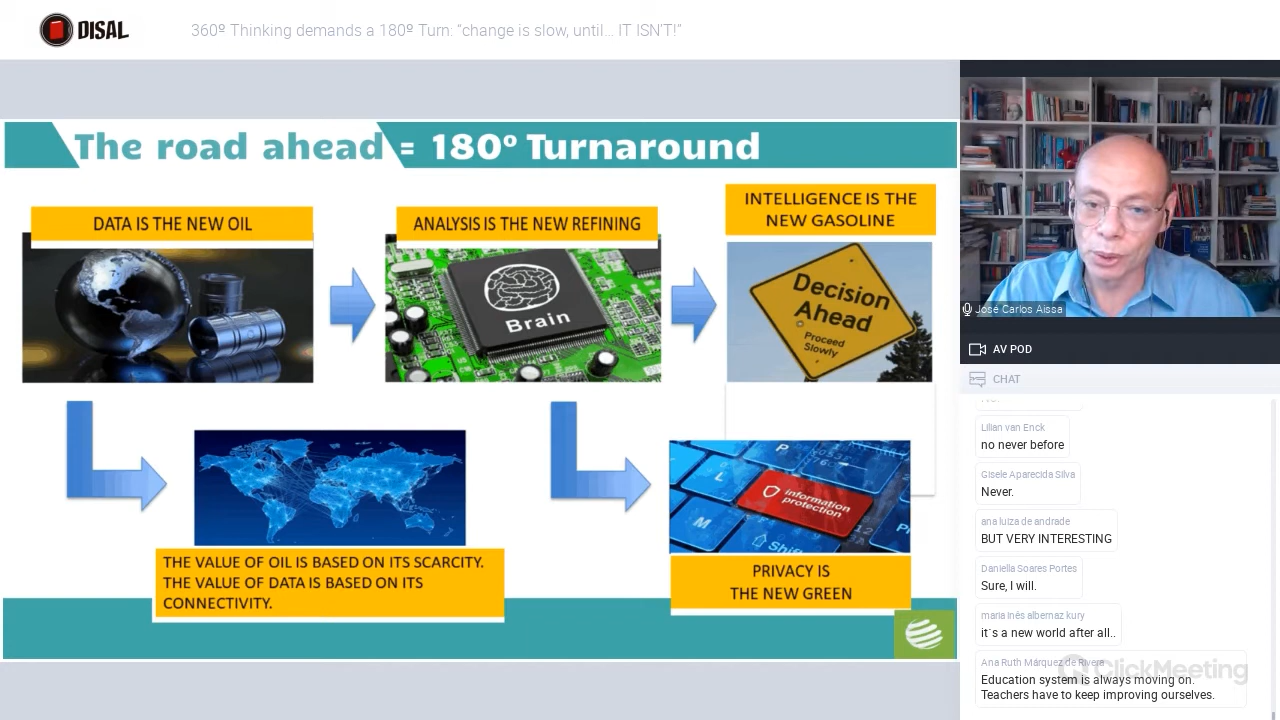 DISAL
360º Thinking demands a 180º Turn: “change is slow, until... IT ISN'T!”
The road ahead = 180º Turnaround
DATA IS THE NEW OIL
ANALYSIS IS THE NEW REFINING
INTELLIGENCE IS THE
NEW GASOLINE
Brain
Decision
Ahead
Proceed
Slowly
THE VALUE OF OIL IS BASED ON ITS SCARCITY.
THE VALUE OF DATA IS BASED ON ITS
CONNECTIVITY.
P
L
information
protection
M
Shift
PRIVACY IS
THE NEW GREEN
José Carlos Aissa
AV POD
CHAT
Lilian van Enck
no never before
Gisele Aparecida Silva
Never.
ana luiza de andrade
BUT VERY INTERESTING
Daniella Soares Portes
Sure, I will.
maria inês albernaz kury
it`s a new world after all..
Ana Ruth Márquez de Rivera
Education system is always moving on.
Teachers have to keep improving ourselves.
ClickMeeting